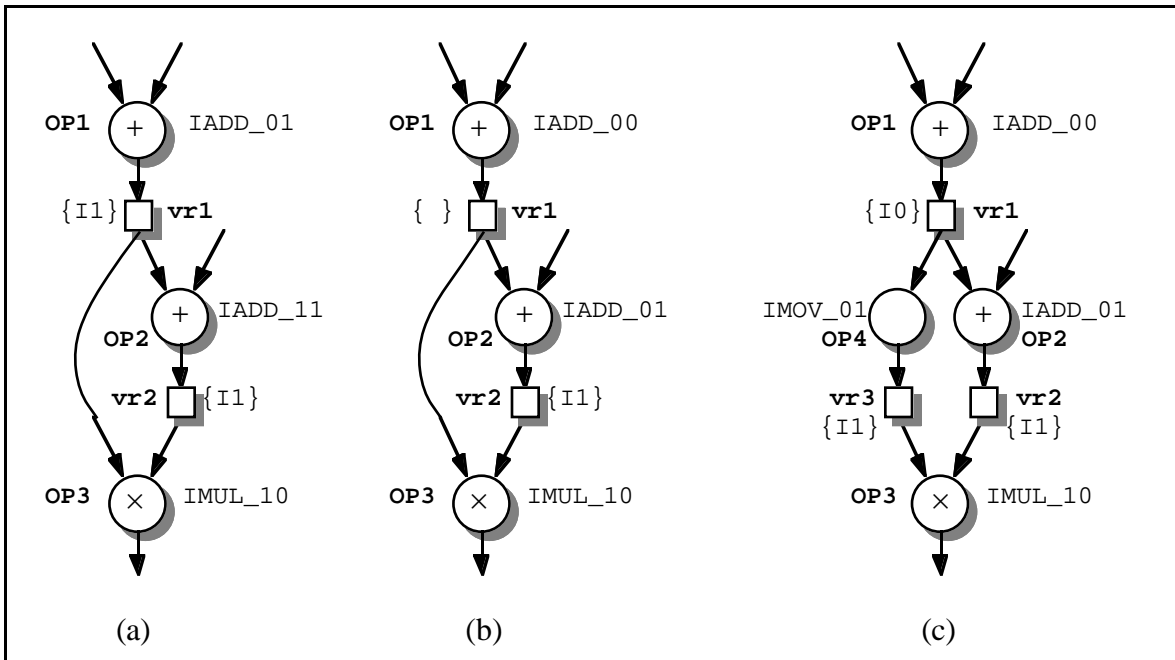 OP1 + IADD_01
{I1} vr1
+ IADD_11
OP2
vr2 {I1}
OP3 × IMUL_10
(a)
OP1 + IADD_00
{ } vr1
+ IADD_01
OP2
vr2 {I1}
OP3 × IMUL_10
(b)
OP1 + IADD_00
{I0} vr1
IMOV_01 + IADD_01
OP4 OP2
vr3 vr2
{I1} {I1}
OP3 × IMUL_10
(c)